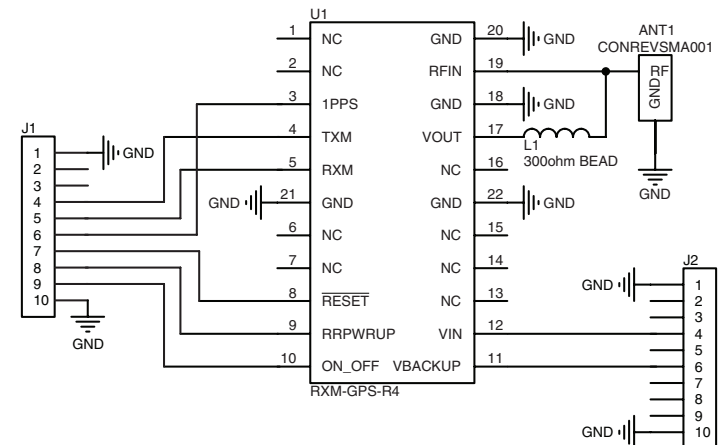 U1
ANT1
CONREVSMA001
1 NC GND 20 GND
2 NC RFIN 19 RF
GND
3 1PPS GND 18 GND
J1
4 TXM VOUT 17
L1
300ohm BEAD
1 GND
2
3
4
5
6
7
8
9
10
GND
5 RXM NC 16
GND 21 GND GND 22 GND
GND
6 NC NC 15
7 NC NC 14
8 RESET NC 13
9 RRPWRUP VIN 12
10 ON_OFF VBACKUP 11
RXM-GPS-R4
J2
GND 1
2
3
4
5
6
7
8
9
GND 10